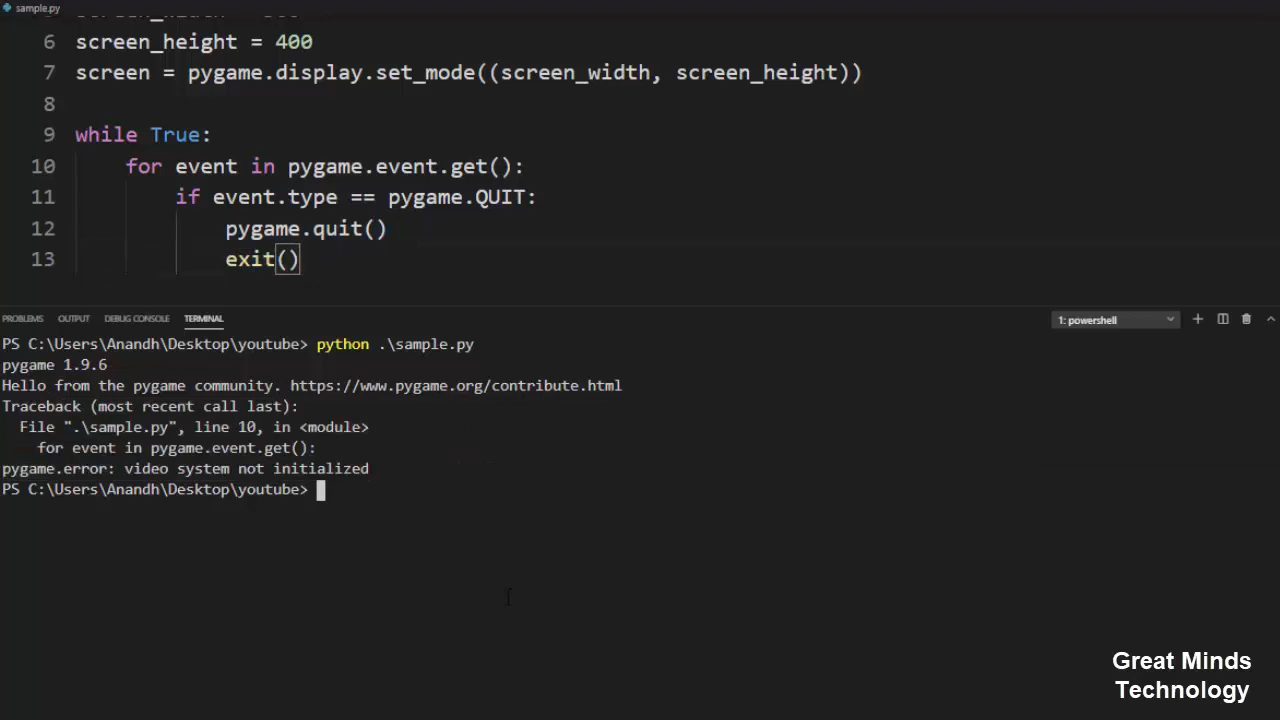 sample.py
6 screen_height = 400
7 screen = pygame.display.set_mode((screen_width, screen_height))
8
9 while True:
10 for event in pygame.event.get():
11 if event.type == pygame.QUIT:
12 pygame.quit()
13 exit()
PROBLEMS OUTPUT DEBUG CONSOLE TERMINAL 1: powershell
PS C:\Users\Anandh\Desktop\youtube> python .\sample.py
pygame 1.9.6
Hello from the pygame community. https://www.pygame.org/contribute.html
Traceback (most recent call last):
File ".\sample.py", line 10, in <module>
for event in pygame.event.get():
pygame.error: video system not initialized
PS C:\Users\Anandh\Desktop\youtube>
Great Minds
Technology